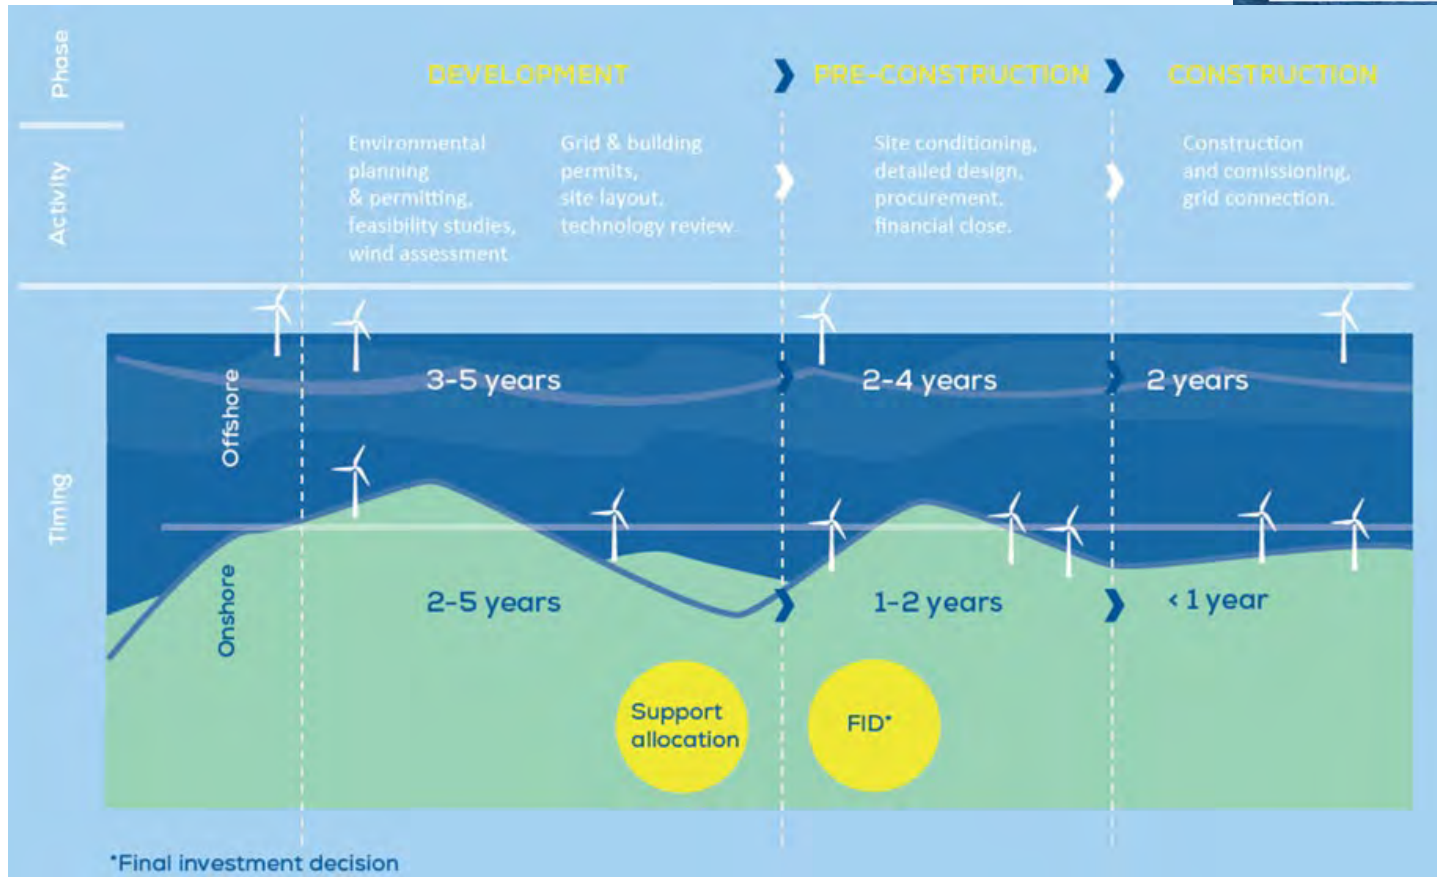 Phase
DEVELOPMENT
PRE-CONSTRUCTION
CONSTRUCTION
Activity
Environmental
planning
& permitting,
feasibility studies,
wind assessment
Grid & building
permits,
site layout,
technology review
Site conditioning,
detailed design,
procurement,
financial close.
Construction
and comissioning,
grid connection.
Timing
Offshore
3-5 years
2-4 years
2 years
Onshore
2-5 years
1-2 years
< 1 year
Support
allocation
FID*
*Final investment decision